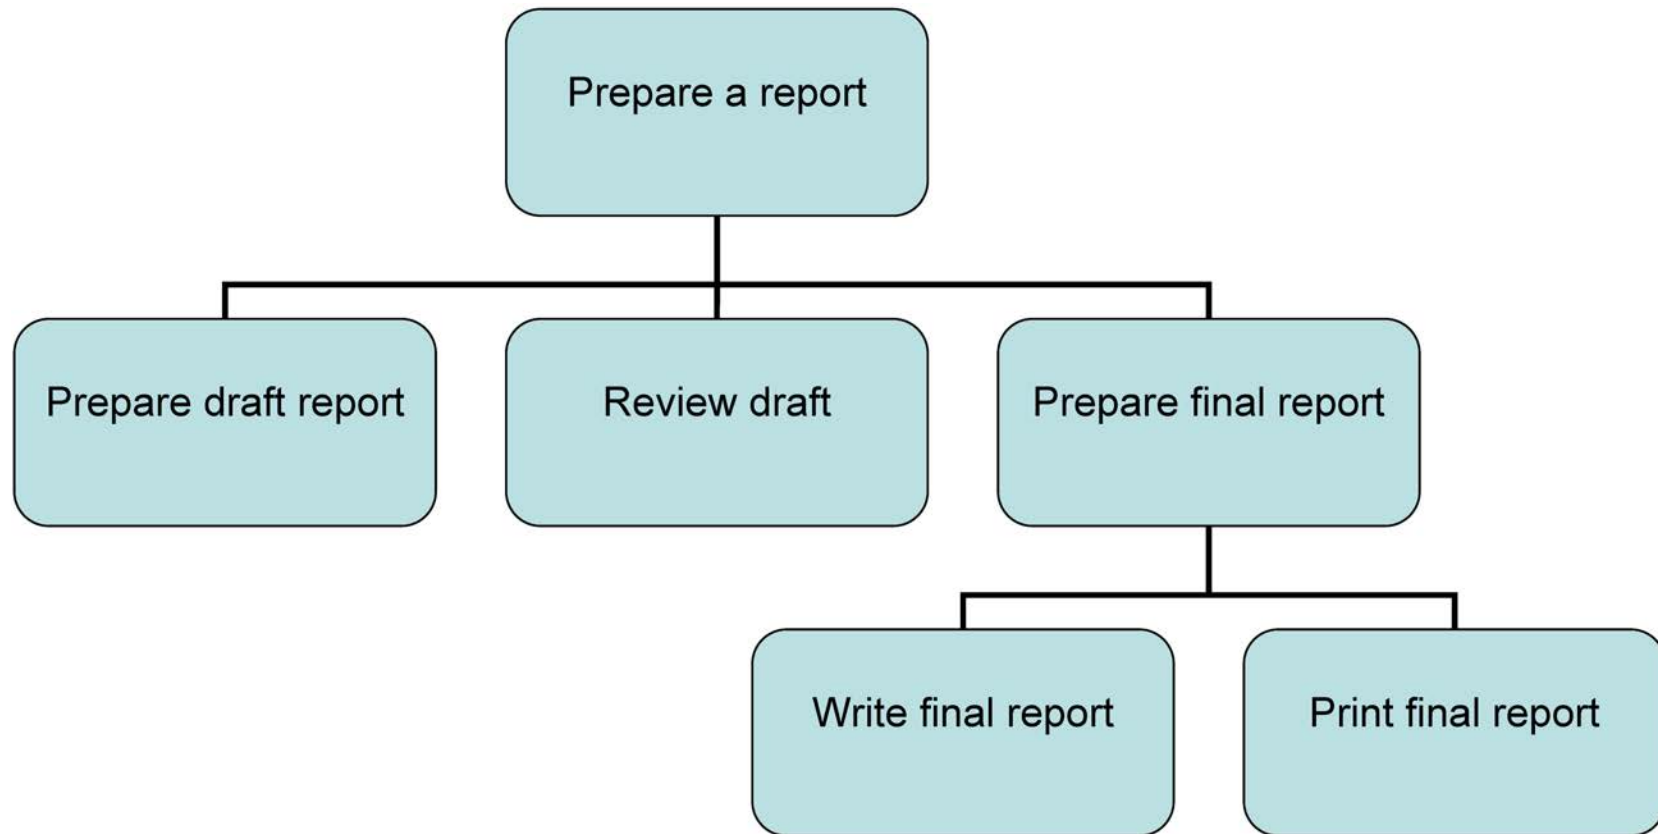 Prepare a report
Prepare draft report
Review draft
Prepare final report
Write final report
Print final report